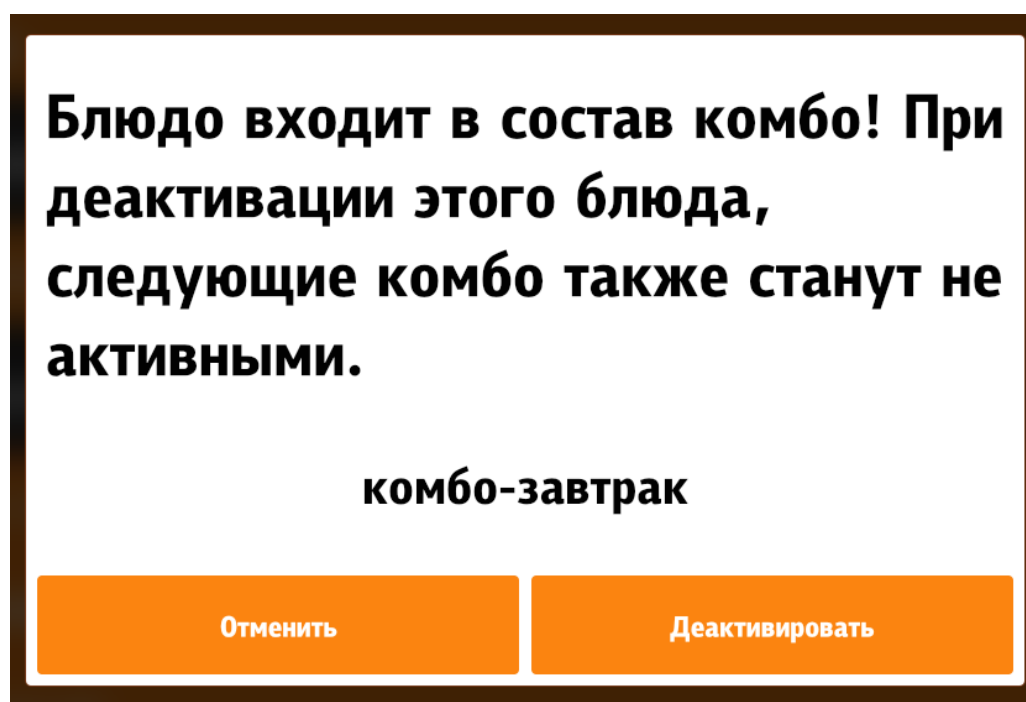 Блюдо входит в состав комбо! При
деактивации этого блюда,
следующие комбо также станут не
активными.
комбо-завтрак
Отменить
Деактивировать